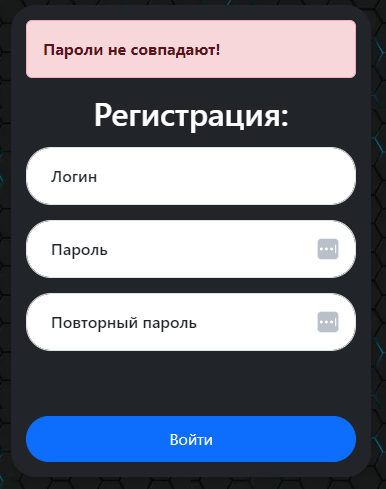 Пароли не совпадают!
Регистрация:
Логин
Пароль
Повторный пароль
Войти